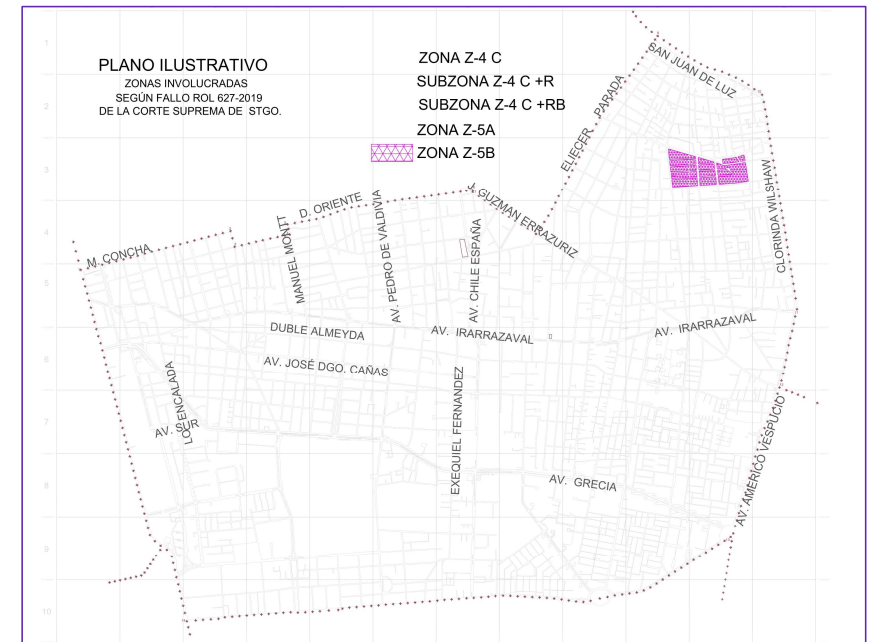 PLANO ILUSTRATIVO
ZONAS INVOLUCRADAS
SEGÚN FALLO ROL 627-2019
DE LA CORTE SUPREMA DE STGO.
ZONA Z-4 C
SUBZONA Z-4 C +R
SUBZONA Z-4 C +RB
ZONA Z-5A
ZONA Z-5B
SAN JUAN DE LUZ
ELIECER PARADA
CLORINDA WILSHAW
J. GUZMAN ERRAZURIZ
D. ORIENTE
M. CONCHA
MANUEL MONTT
AV. PEDRO DE VALDIVIA
AV. CHILE ESPAÑA
DUBLE ALMEYDA
AV. IRARRAZAVAL
AV. IRARRAZAVAL
AV. JOSÉ DGO. CAÑAS
LO ENCALADA
AV. SUR
EXEQUIEL FERNANDEZ
AV. GRECIA
AV. AMERICO VESPUCIO
1
2
3
4
5
6
7
8
9
10